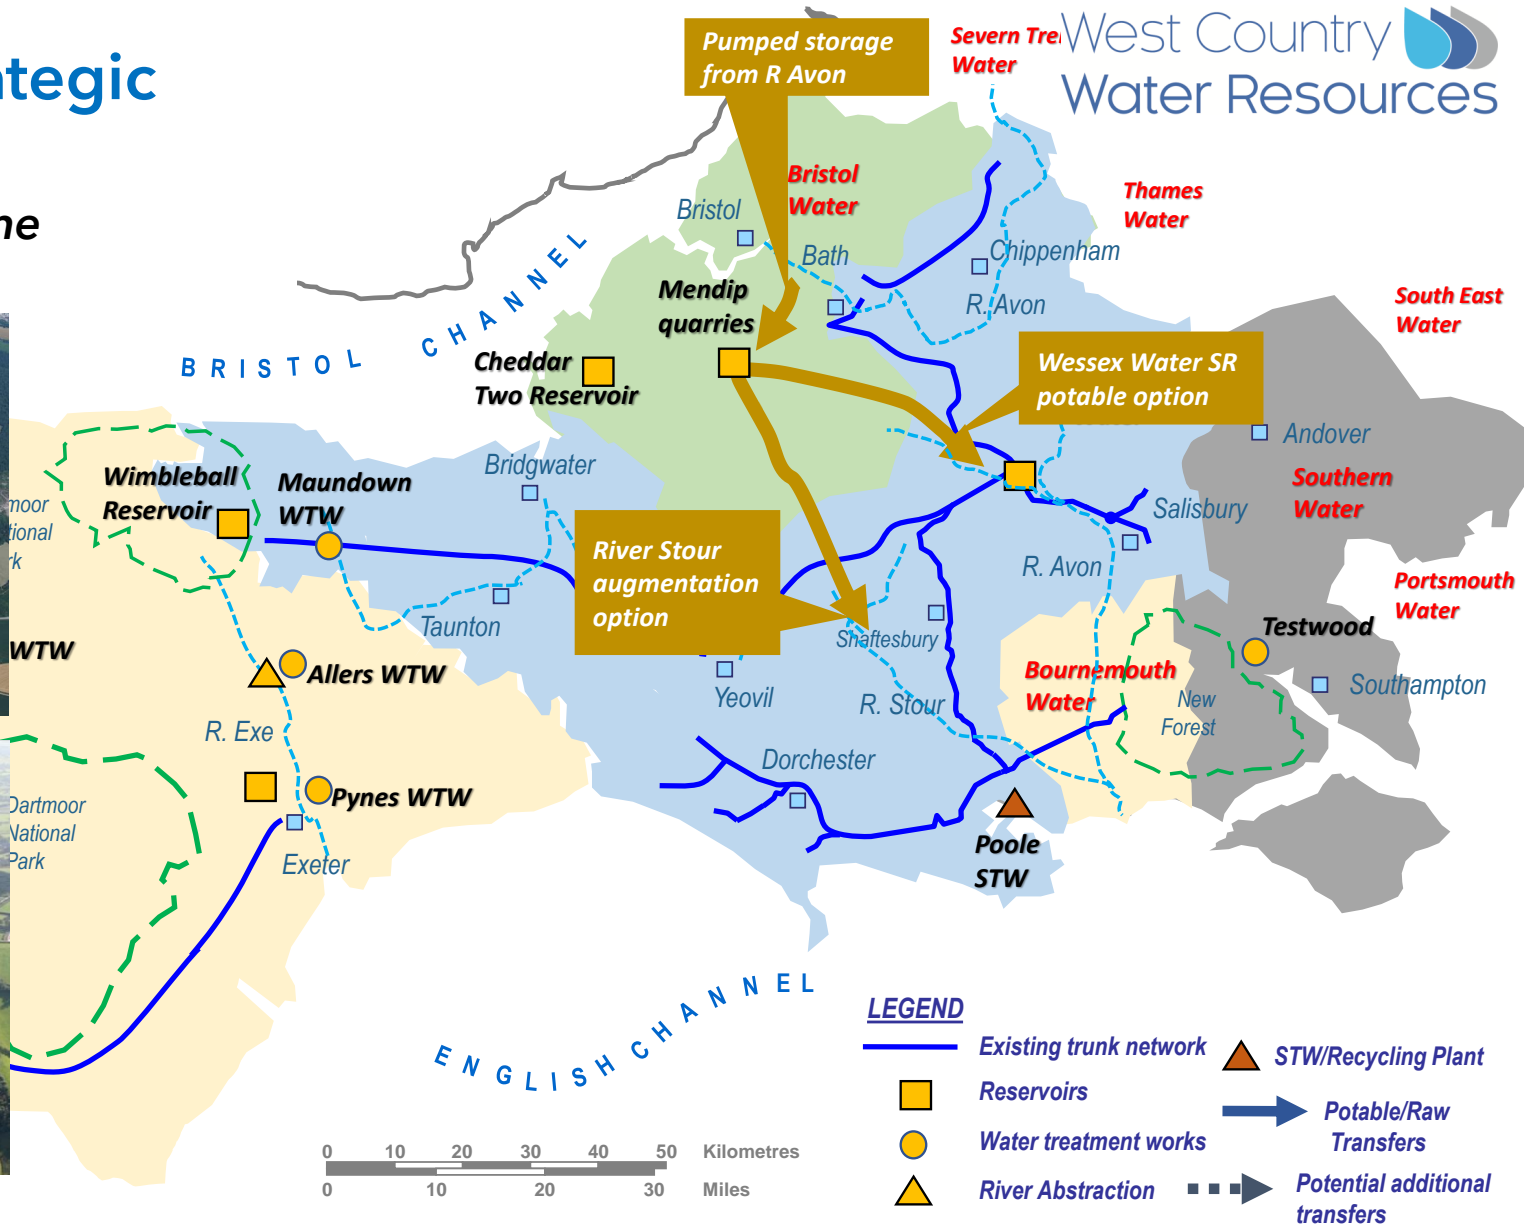 ategic
ne
West Country
Water Resources
Pumped storage
from R Avon
Severn Tre
Water
Bristol
Water
Thames
Water
South East
Water
Bristol
Bath
Chippenham
R. Avon
Mendip
quarries
BRISTOL CHANNEL
Cheddar
Two Reservoir
Wessex Water SR
potable option
Andover
Southern
Water
Wimbleball
Reservoir
Maundown
WTW
Bridgwater
moor
tional
rk
Salisbury
R. Avon
River Stour
augmentation
option
Portsmouth
Water
Testwood
Taunton
Shaftesbury
WTW
Allers WTW
Bournemouth
Water
New
Forest
Southampton
Yeovil
R. Stour
R. Exe
Dorchester
Pynes WTW
Dartmoor
National
Park
Exeter
Poole
STW
ENGLISH CHANNEL
LEGEND
Existing trunk network
Reservoirs
Water treatment works
River Abstraction
STW/Recycling Plant
Potable/Raw
Transfers
Potential additional
transfers
0 10 20 30 40 50 Kilometres
0 10 20 30 Miles